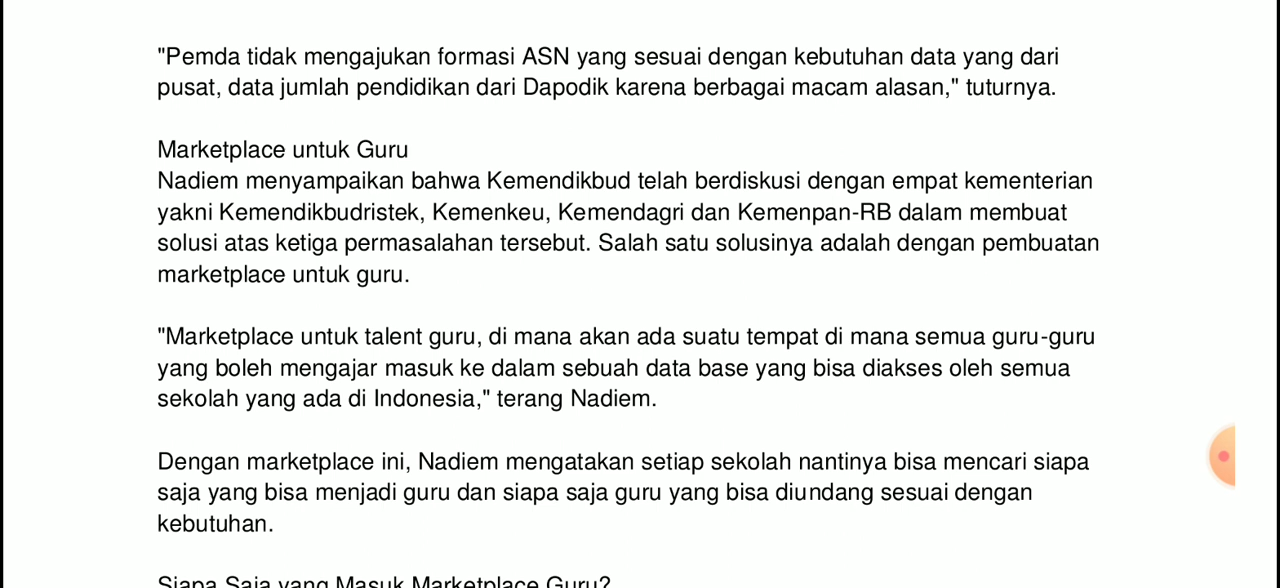 "Pemda tidak mengajukan formasi ASN yang sesuai dengan kebutuhan data yang dari
pusat, data jumlah pendidikan dari Dapodik karena berbagai macam alasan," tuturnya.
Marketplace untuk Guru
Nadiem menyampaikan bahwa Kemendikbud telah berdiskusi dengan empat kementerian
yakni Kemendikbudristek, Kemenkeu, Kemendagri dan Kemenpan-RB dalam membuat
solusi atas ketiga permasalahan tersebut. Salah satu solusinya adalah dengan pembuatan
marketplace untuk guru.
"Marketplace untuk talent guru, di mana akan ada suatu tempat di mana semua guru-guru
yang boleh mengajar masuk ke dalam sebuah data base yang bisa diakses oleh semua
sekolah yang ada di Indonesia," terang Nadiem.
Dengan marketplace ini, Nadiem mengatakan setiap sekolah nantinya bisa mencari siapa
saja yang bisa menjadi guru dan siapa saja guru yang bisa diundang sesuai dengan
kebutuhan.
Siapa Saja yang Masuk Marketplace Guru?